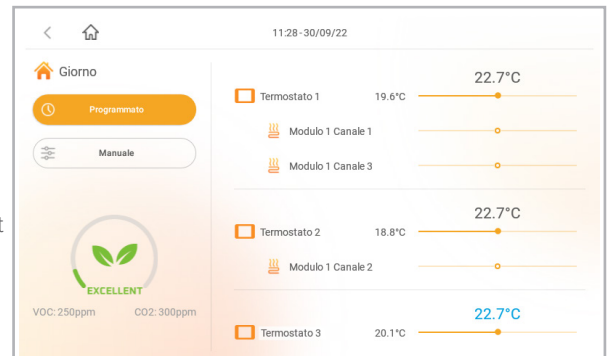 11:28-30/09/22
Giorno
Programmato
Manuale
EXCELLENT
VOC: 250ppm CO2: 300ppm
22.7°C
Termostato 1 19.6°C
Modulo 1 Canale 1
Modulo 1 Canale 3
22.7°C
Termostato 2 18.8°C
Modulo 1 Canale 2
22.7°C
Termostato 3 20.1°C
t